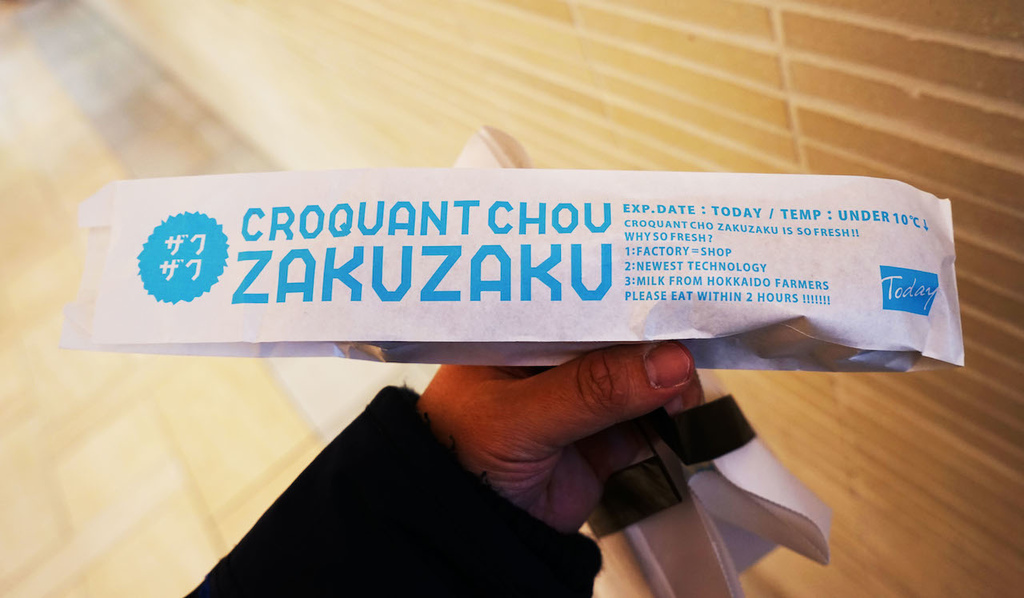 ザク
ザク
CROQUANT CHOU
ZAKUZAKU
EXP.DATE : TODAY / TEMP : UNDER 10℃↓
CROQUANT CHO ZAKUZAKU IS SO FRESH!!
WHY SO FRESH?
1:FACTORY=SHOP
2:NEWEST TECHNOLOGY
3:MILK FROM HOKKAIDO FARMERS
PLEASE EAT WITHIN 2 HOURS !!!!!!!
Today